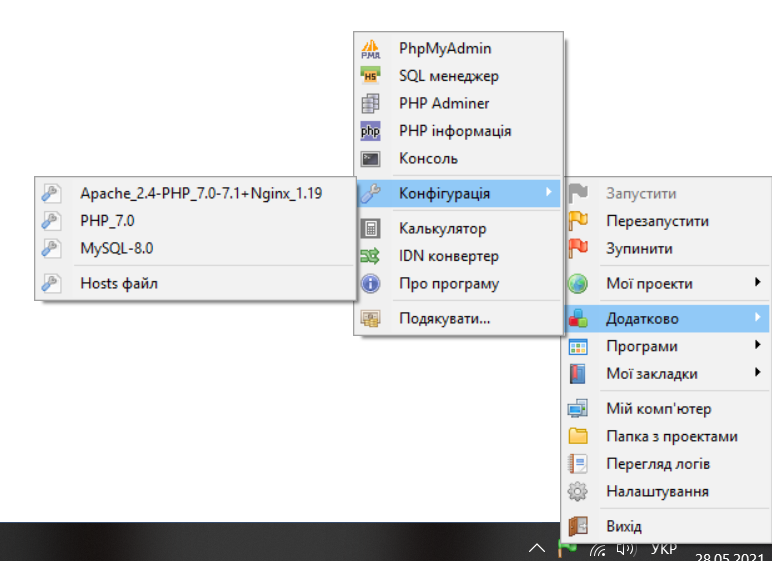 PhpMyAdmin
SQL менеджер
PHP Adminer
PHP інформація
Консоль
Конфігурація
Калькулятор
IDN конвертер
Про програму
Подякувати...
Apache_2.4-PHP_7.0-7.1+Nginx_1.19
PHP_7.0
MySQL-8.0
Hosts файл
Запустити
Перезапустити
Зупинити
Мої проекти
Додатково
Програми
Мої закладки
Мій комп'ютер
Папка з проектами
Перегляд логів
Налаштування
Вихід
УКР
28.05.2021